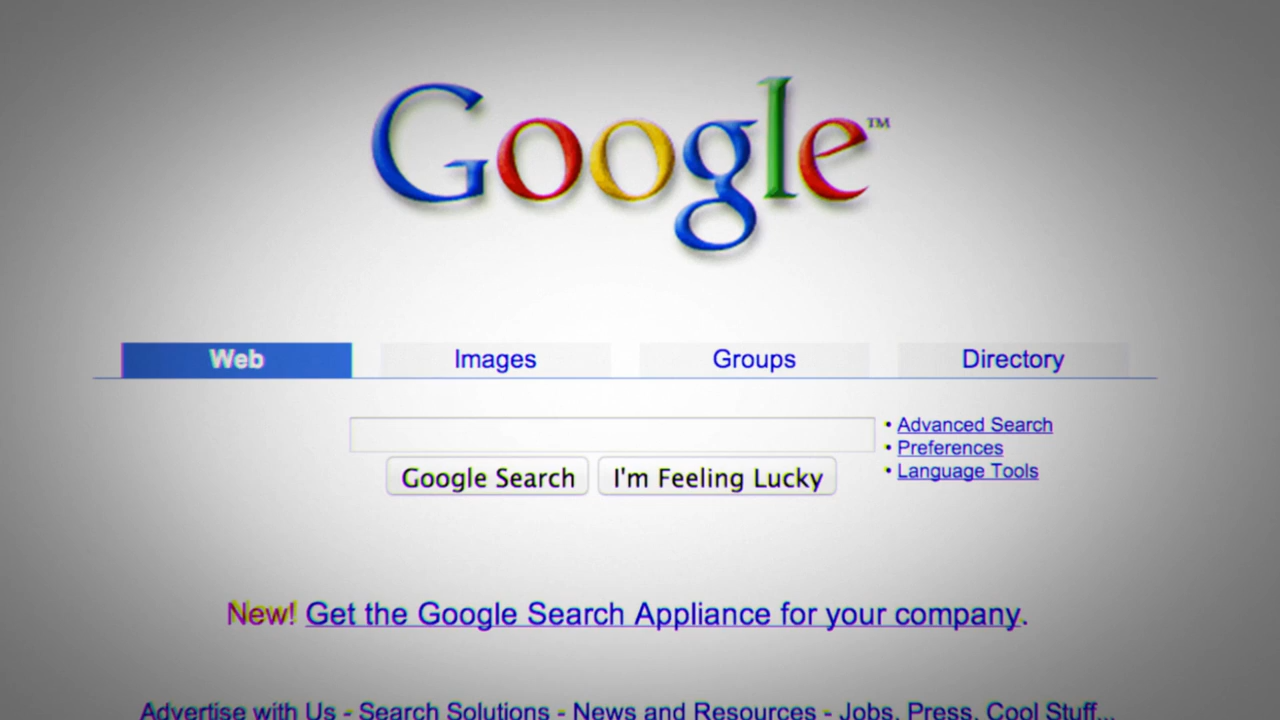 Google™
Web Images Groups Directory
• Advanced Search
• Preferences
• Language Tools
Google Search I'm Feeling Lucky
New! Get the Google Search Appliance for your company.
Advertise with Us - Search Solutions - News and Resources - Jobs, Press, Cool Stuff...